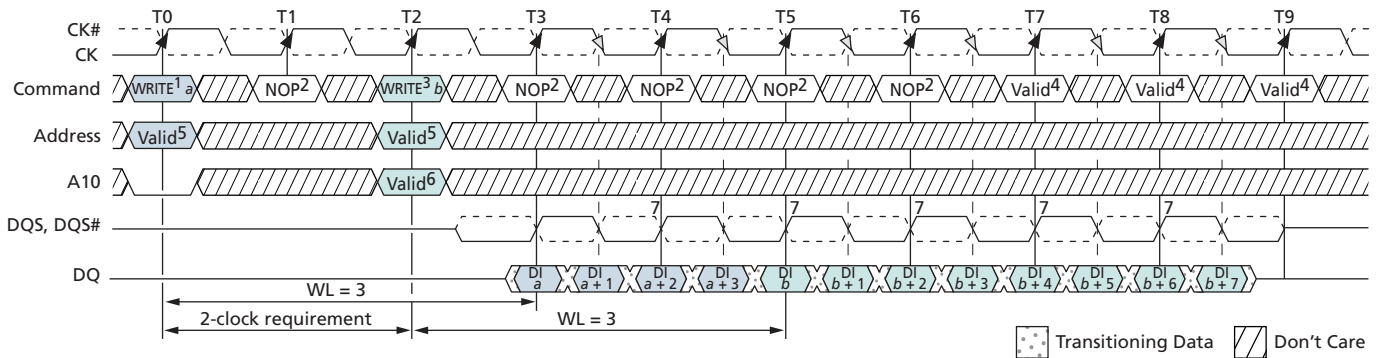 T0 T1 T2 T3 T4 T5 T6 T7 T8 T9
CK#
CK
Command WRITE1 a NOP2 WRITE3 b NOP2 NOP2 NOP2 NOP2 Valid4 Valid4 Valid4
Address Valid5 Valid5
A10 Valid6
7 7 7 7 7
DQS, DQS#
DQ DI a DI a + 1 DI a + 2 DI a + 3 DI b DI b + 1 DI b + 2 DI b + 3 DI b + 4 DI b + 5 DI b + 6 DI b + 7
WL = 3
2-clock requirement WL = 3
Transitioning Data Don't Care